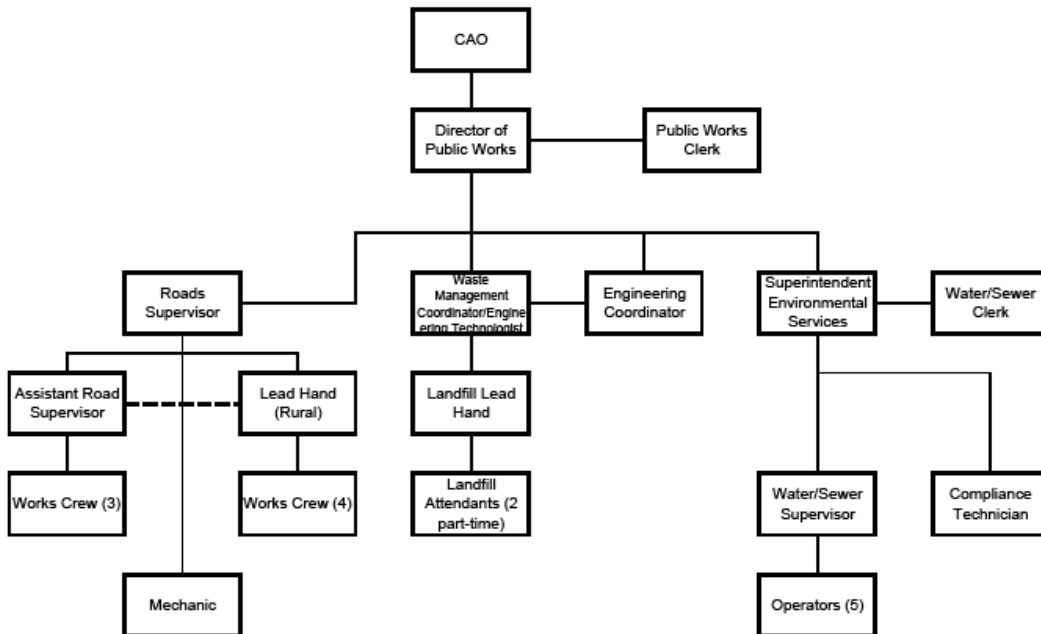 CAO
Director of
Public Works
Public Works
Clerk
Roads
Supervisor
Waste
Management
Coordinator/Engine
ering Technologist
Engineering
Coordinator
Superintendent
Environmental
Services
Water/Sewer
Clerk
Assistant Road
Supervisor
Lead Hand
(Rural)
Landfill Lead
Hand
Works Crew (3)
Works Crew (4)
Landfill
Attendants (2
part-time)
Water/Sewer
Supervisor
Compliance
Technician
Mechanic
Operators (5)